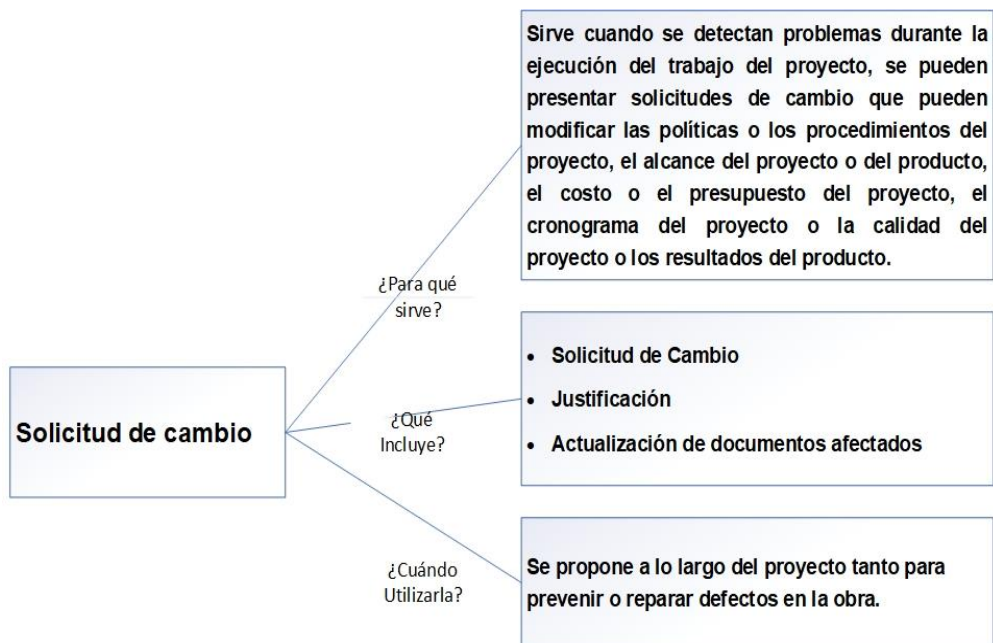 Sirve cuando se detectan problemas durante la
ejecución del trabajo del proyecto, se pueden
presentar solicitudes de cambio que pueden
modificar las políticas o los procedimientos del
proyecto, el alcance del proyecto o del producto,
el costo o el presupuesto del proyecto, el
cronograma del proyecto o la calidad del
proyecto o los resultados del producto.
¿Para qué
sirve?
Solicitud de cambio
¿Qué
Incluye?
• Solicitud de Cambio
• Justificación
• Actualización de documentos afectados
¿Cuándo
Utilizarla?
Se propone a lo largo del proyecto tanto para
prevenir o reparar defectos en la obra.